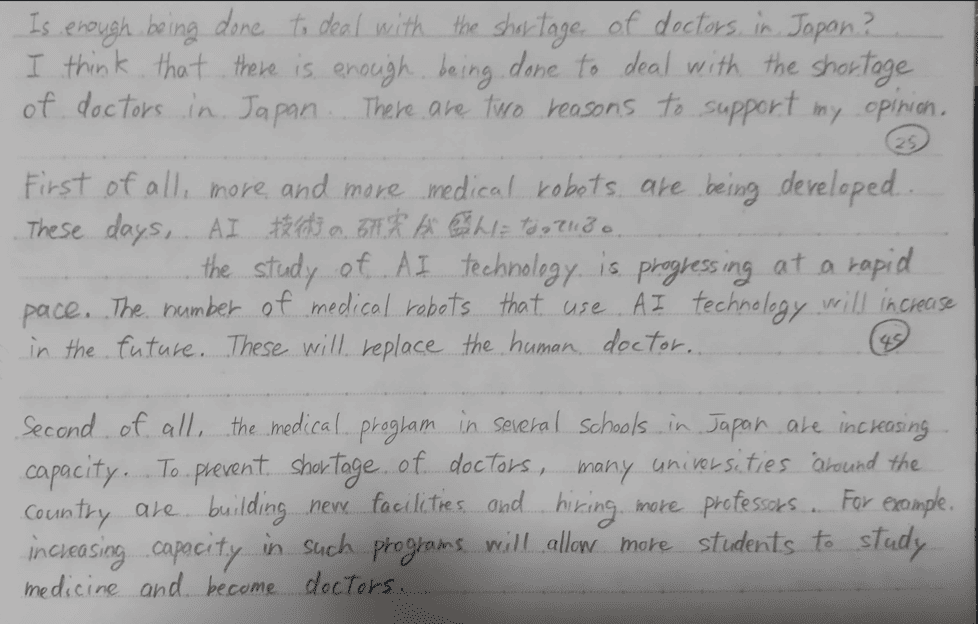 Is enough being done to deal with the shortage of doctors in Japan?
I think that there is enough being done to deal with the shortage
of doctors in Japan. There are two reasons to support my opinion.
25
First of all, more and more medical robots are being developed.
These days, AI 技術の研究が盛んになっている。
the study of AI technology is progressing at a rapid
pace. The number of medical robots that use AI technology will increase
in the future. These will replace the human doctor.
45
Second of all, the medical program in several schools in Japan are increasing
capacity. To prevent shortage of doctors, many universities around the
country are building new facilities and hiring more professors. For example,
increasing capacity in such programs will allow more students to study
medicine and become doctors.